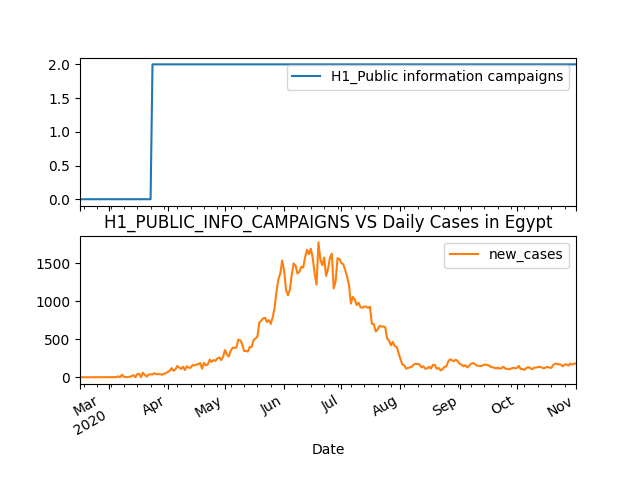 2.0
1.5
1.0
0.5
0.0
H1_Public information campaigns
H1_PUBLIC_INFO_CAMPAIGNS VS Daily Cases in Egypt
1500
1000
500
0
new_cases
Mar
2020
Apr
May
Jun
Jul
Aug
Sep
Oct
Nov
Date